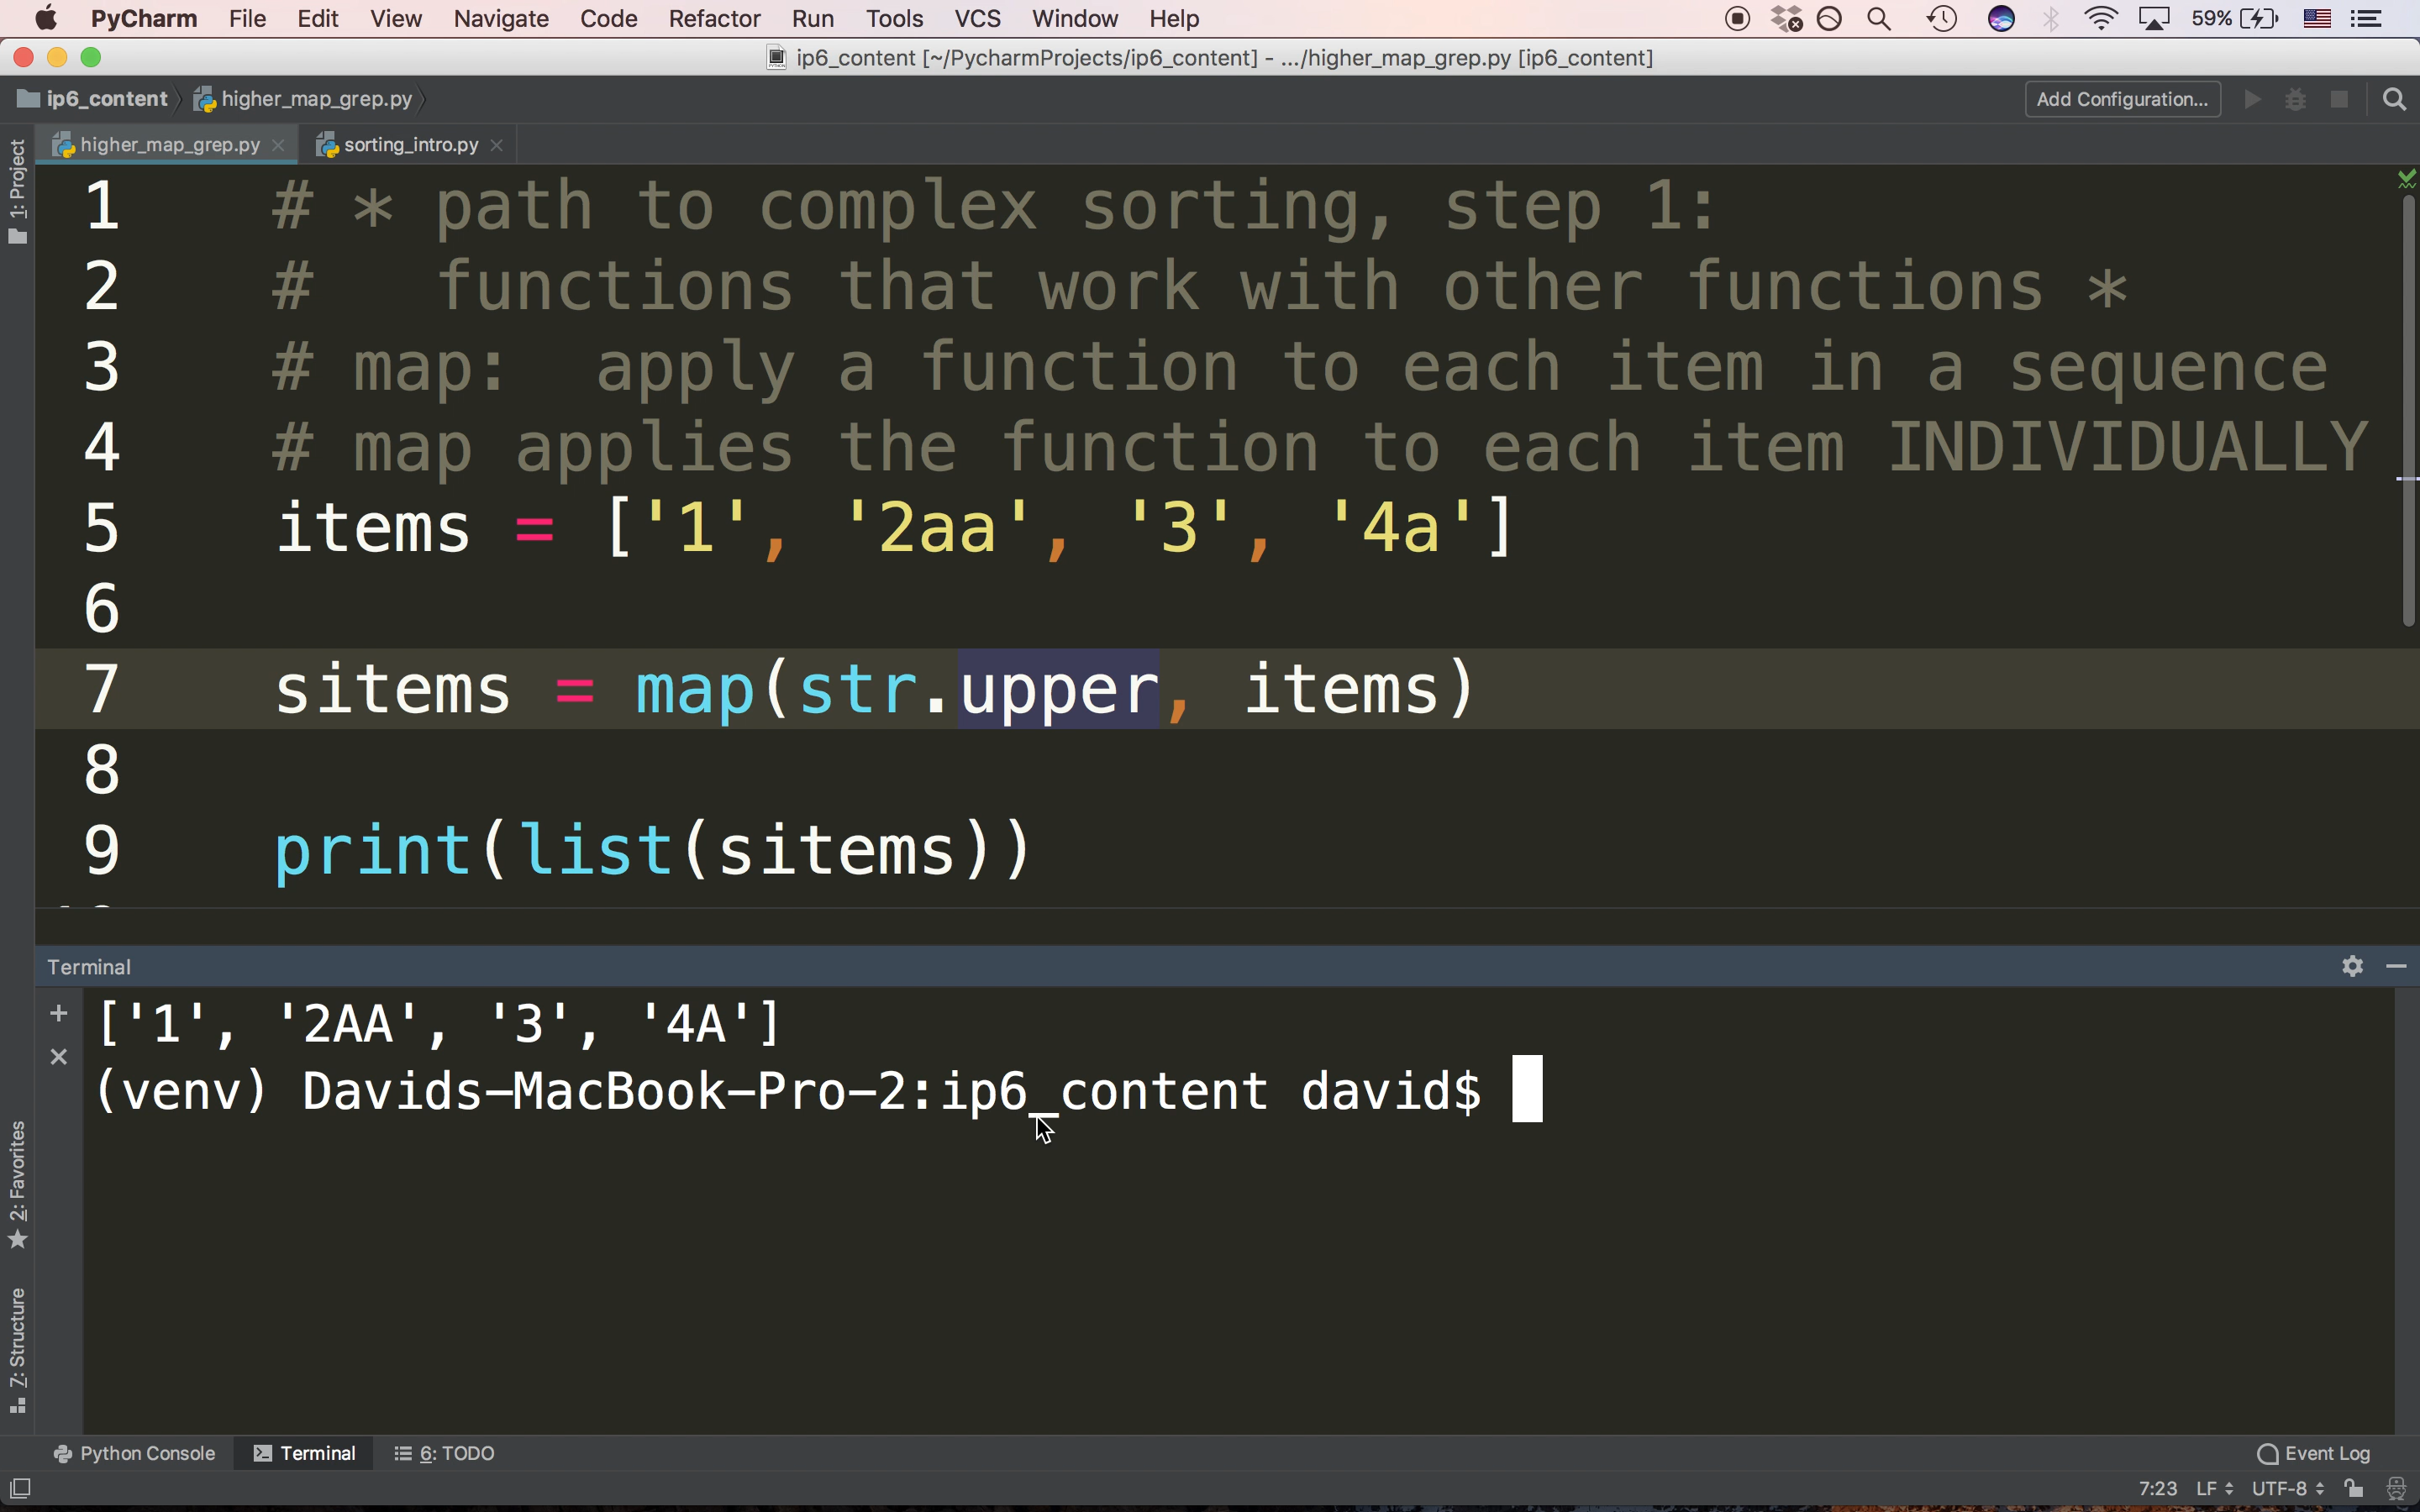 PyCharm File Edit View Navigate Code Refactor Run Tools VCS Window Help 59%
ip6_content [~/PycharmProjects/ip6_content] - .../higher_map_grep.py [ip6_content]
ip6_content higher_map_grep.py Add Configuration...
higher_map_grep.py sorting_intro.py
1: Project
1 # * path to complex sorting, step 1:
2 #   functions that work with other functions *
3 # map:  apply a function to each item in a sequence
4 # map applies the function to each item INDIVIDUALLY
5 items = ['1', '2aa', '3', '4a']
6
7 sitems = map(str.upper, items)
8
9 print(list(sitems))
Terminal
['1', '2AA', '3', '4A']
(venv) Davids-MacBook-Pro-2:ip6_content david$
2: Favorites
7: Structure
Python Console Terminal 6: TODO Event Log
7:23 LF UTF-8